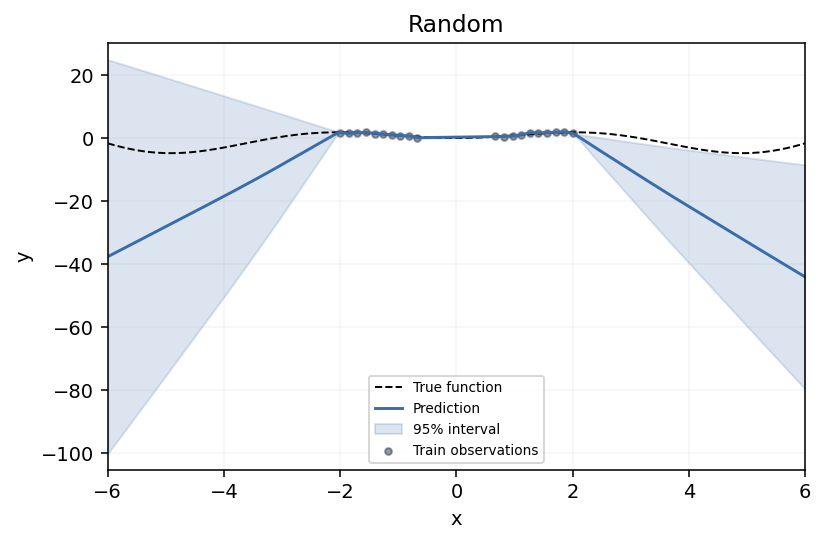 Random
20
0
−20
−40
−60
−80
−100
y
True function
Prediction
95% interval
Train observations
−6
−4
−2
0
2
4
6
x